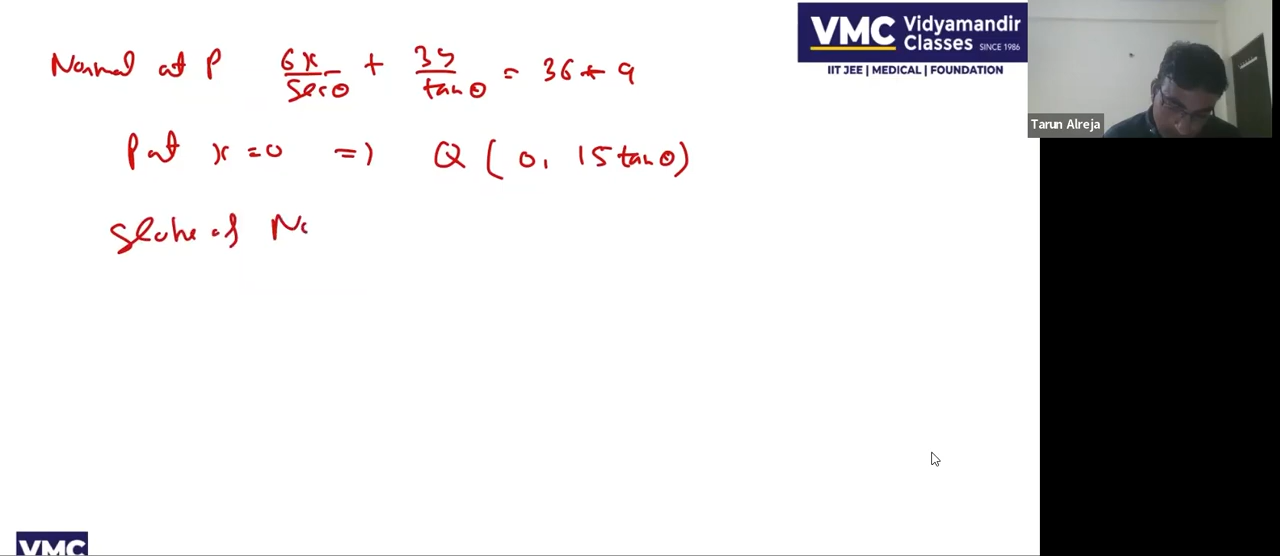 VMC Vidyamandir Classes SINCE 1986
IIT JEE | MEDICAL | FOUNDATION
Tarun Alreja
Normal at P 6x/secθ + 3y/tanθ = 36 + 9
Put x = 0 => Q (0, 15 tanθ)
Slope of No
VMC